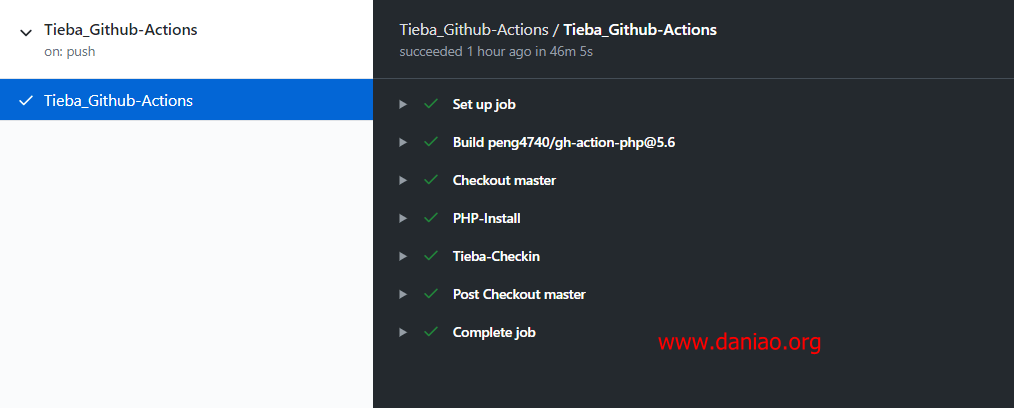 Tieba_Github-Actions
on: push
Tieba_Github-Actions
Tieba_Github-Actions / Tieba_Github-Actions
succeeded 1 hour ago in 46m 5s
Set up job
Build peng4740/gh-action-php@5.6
Checkout master
PHP-Install
Tieba-Checkin
Post Checkout master
Complete job
www.daniao.org